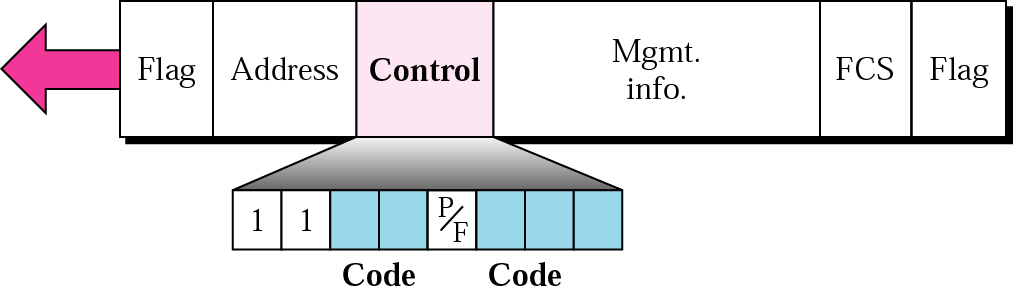 Flag Address Control Mgmt. info. FCS Flag
1 1 P/F
Code Code